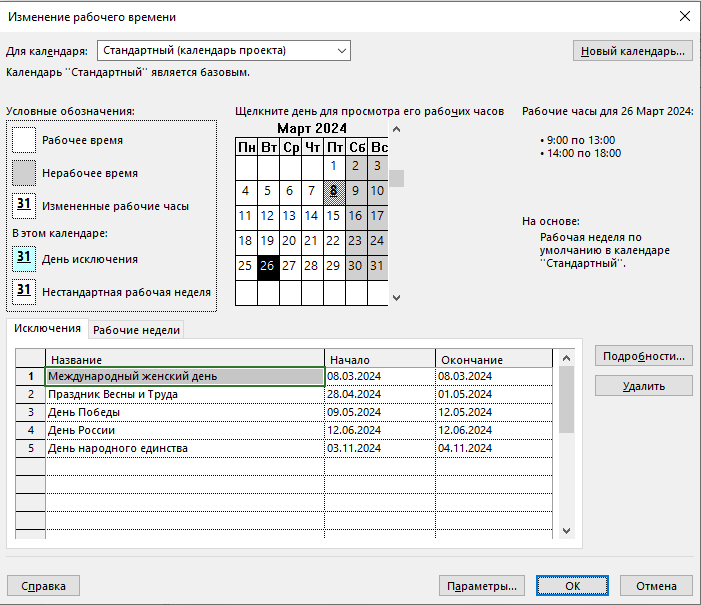 Изменение рабочего времени
Для календаря: Стандартный (календарь проекта) Новый календарь...
Календарь "Стандартный" является базовым.
Условные обозначения:
Рабочее время
Нерабочее время
31 Измененные рабочие часы
В этом календаре:
31 День исключения
31 Нестандартная рабочая неделя
Щелкните день для просмотра его рабочих часов
Март 2024
Пн Вт Ср Чт Пт Сб Вс
1 2 3
4 5 6 7 8 9 10
11 12 13 14 15 16 17
18 19 20 21 22 23 24
25 26 27 28 29 30 31
Рабочие часы для 26 Март 2024:
• 9:00 по 13:00
• 14:00 по 18:00
На основе:
Рабочая неделя по
умолчанию в календаре
"Стандартный".
Исключения Рабочие недели
Название Начало Окончание
1 Международный женский день 08.03.2024 08.03.2024
2 Праздник Весны и Труда 28.04.2024 01.05.2024
3 День Победы 09.05.2024 12.05.2024
4 День России 12.06.2024 12.06.2024
5 День народного единства 03.11.2024 04.11.2024
Подробности...
Удалить
Справка Параметры... ОК Отмена